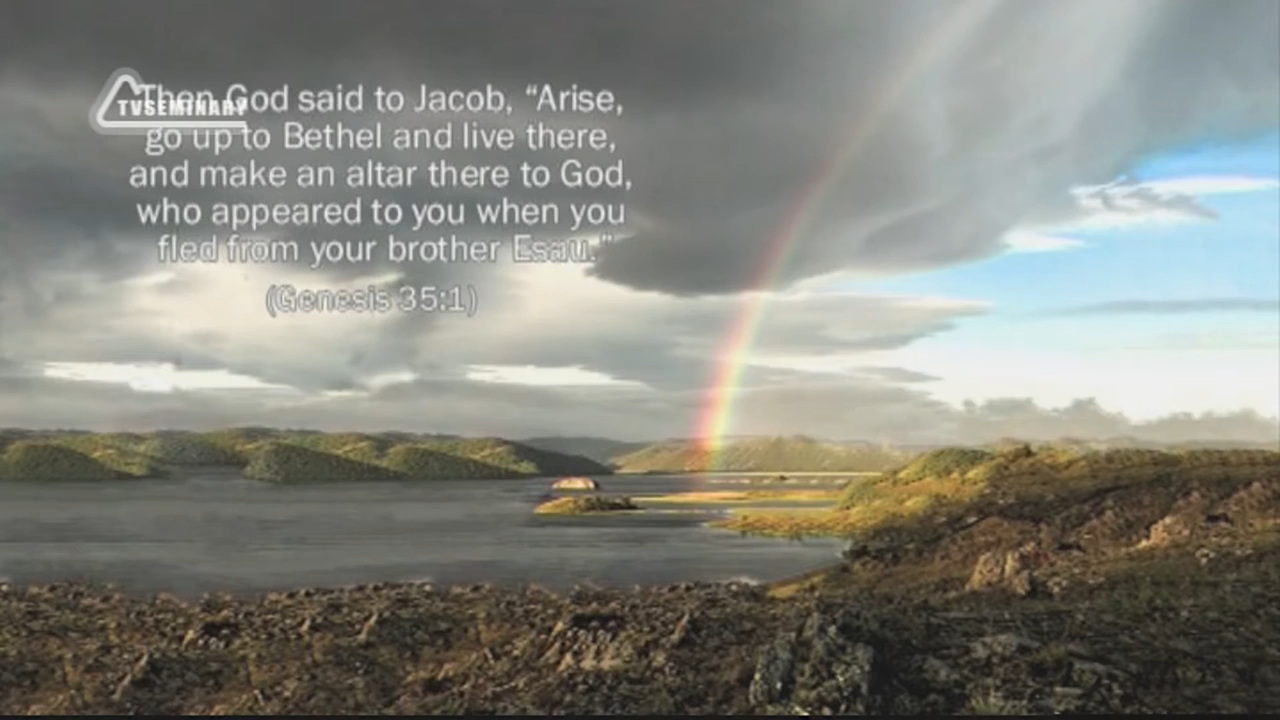 TVSEMINARY
Then God said to Jacob, “Arise,
go up to Bethel and live there,
and make an altar there to God,
who appeared to you when you
fled from your brother Esau.”
(Genesis 35:1)